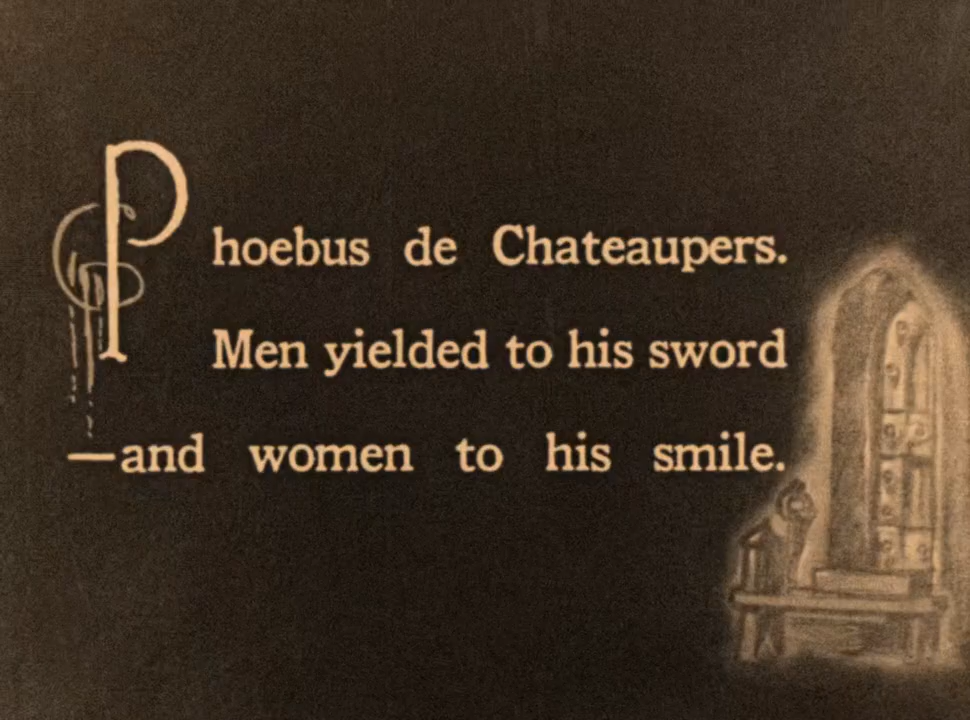 Phoebus de Chateaupers.
Men yielded to his sword
—and women to his smile.